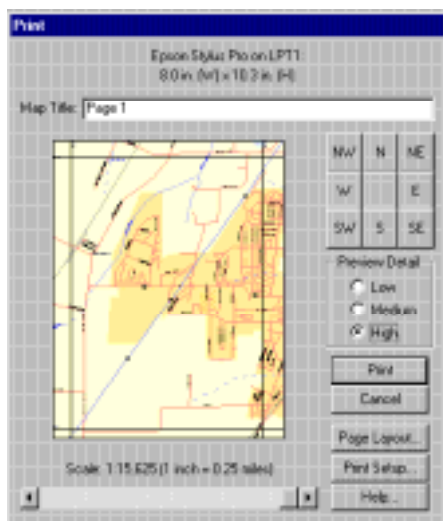 Print
Epson Stylus Pro on LPT1:
8.0 in. (W) x 10.3 in. (H)
Map Title: Page 1
NW N NE
W E
SW S SE
Preview Detail
Low
Medium
High
Print
Cancel
Page Layout...
Print Setup...
Help...
Scale: 1:15,625 (1 inch = 0.25 miles)